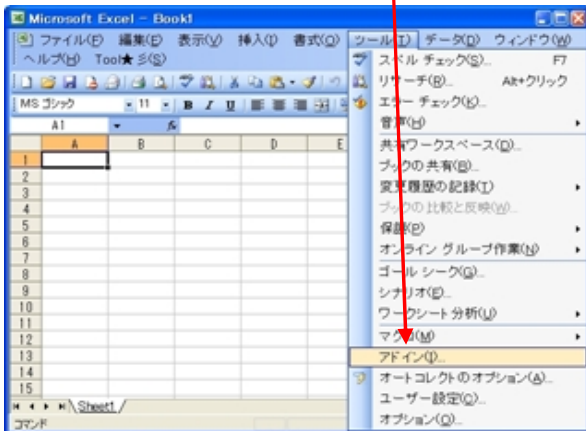 Microsoft Excel - Book1
ファイル(F) 編集(E) 表示(V) 挿入(I) 書式(O) ツール(T) データ(D) ウィンドウ(W)
ヘルプ(H) Tool★ミ(S)
MS Pゴシック 11 B I U
A1 fx
A B C D E
1
2
3
4
5
6
7
8
9
10
11
12
13
14
15
Sheet1
コマンド
スペル チェック(S)... F7
リサーチ(R)... Alt+クリック
エラー チェック(K)...
音声(H)
共有ワークスペース(D)...
ブックの共有(B)...
変更履歴の記録(T)
ブックの比較と反映(W)...
保護(P)
オンライン グループ作業(N)
ゴール シーク(G)...
シナリオ(E)...
ワークシート分析(U)
マクロ(M)
アドイン(I)...
オートコレクトのオプション(A)...
ユーザー設定(C)...
オプション(O)...